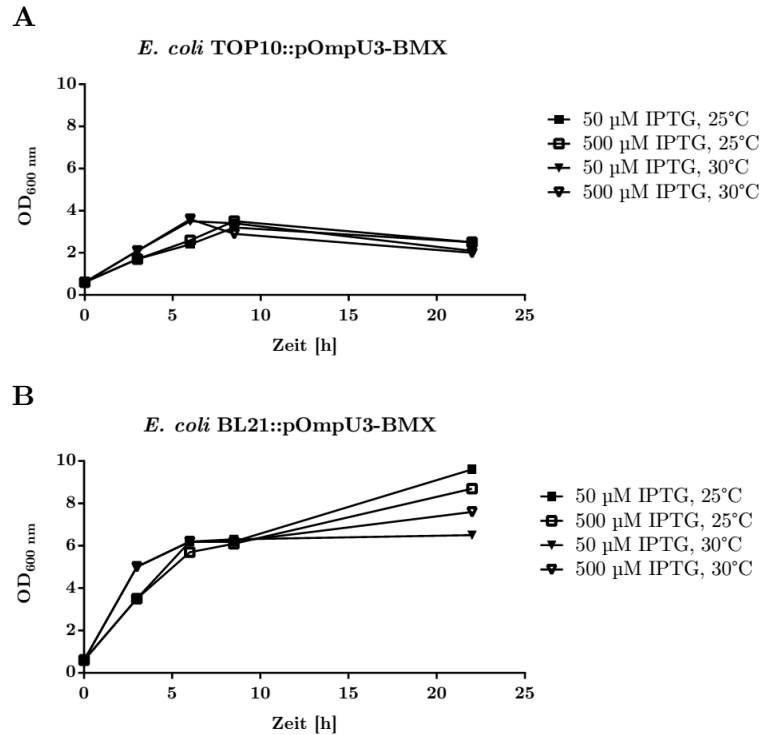 A
E. coli TOP10::pOmpU3-BMX
10
8
6
4
2
0
OD600 nm
0 5 10 15 20 25
Zeit [h]
50 µM IPTG, 25°C
500 µM IPTG, 25°C
50 µM IPTG, 30°C
500 µM IPTG, 30°C
B
E. coli BL21::pOmpU3-BMX
10
8
6
4
2
0
OD600 nm
0 5 10 15 20 25
Zeit [h]
50 µM IPTG, 25°C
500 µM IPTG, 25°C
50 µM IPTG, 30°C
500 µM IPTG, 30°C